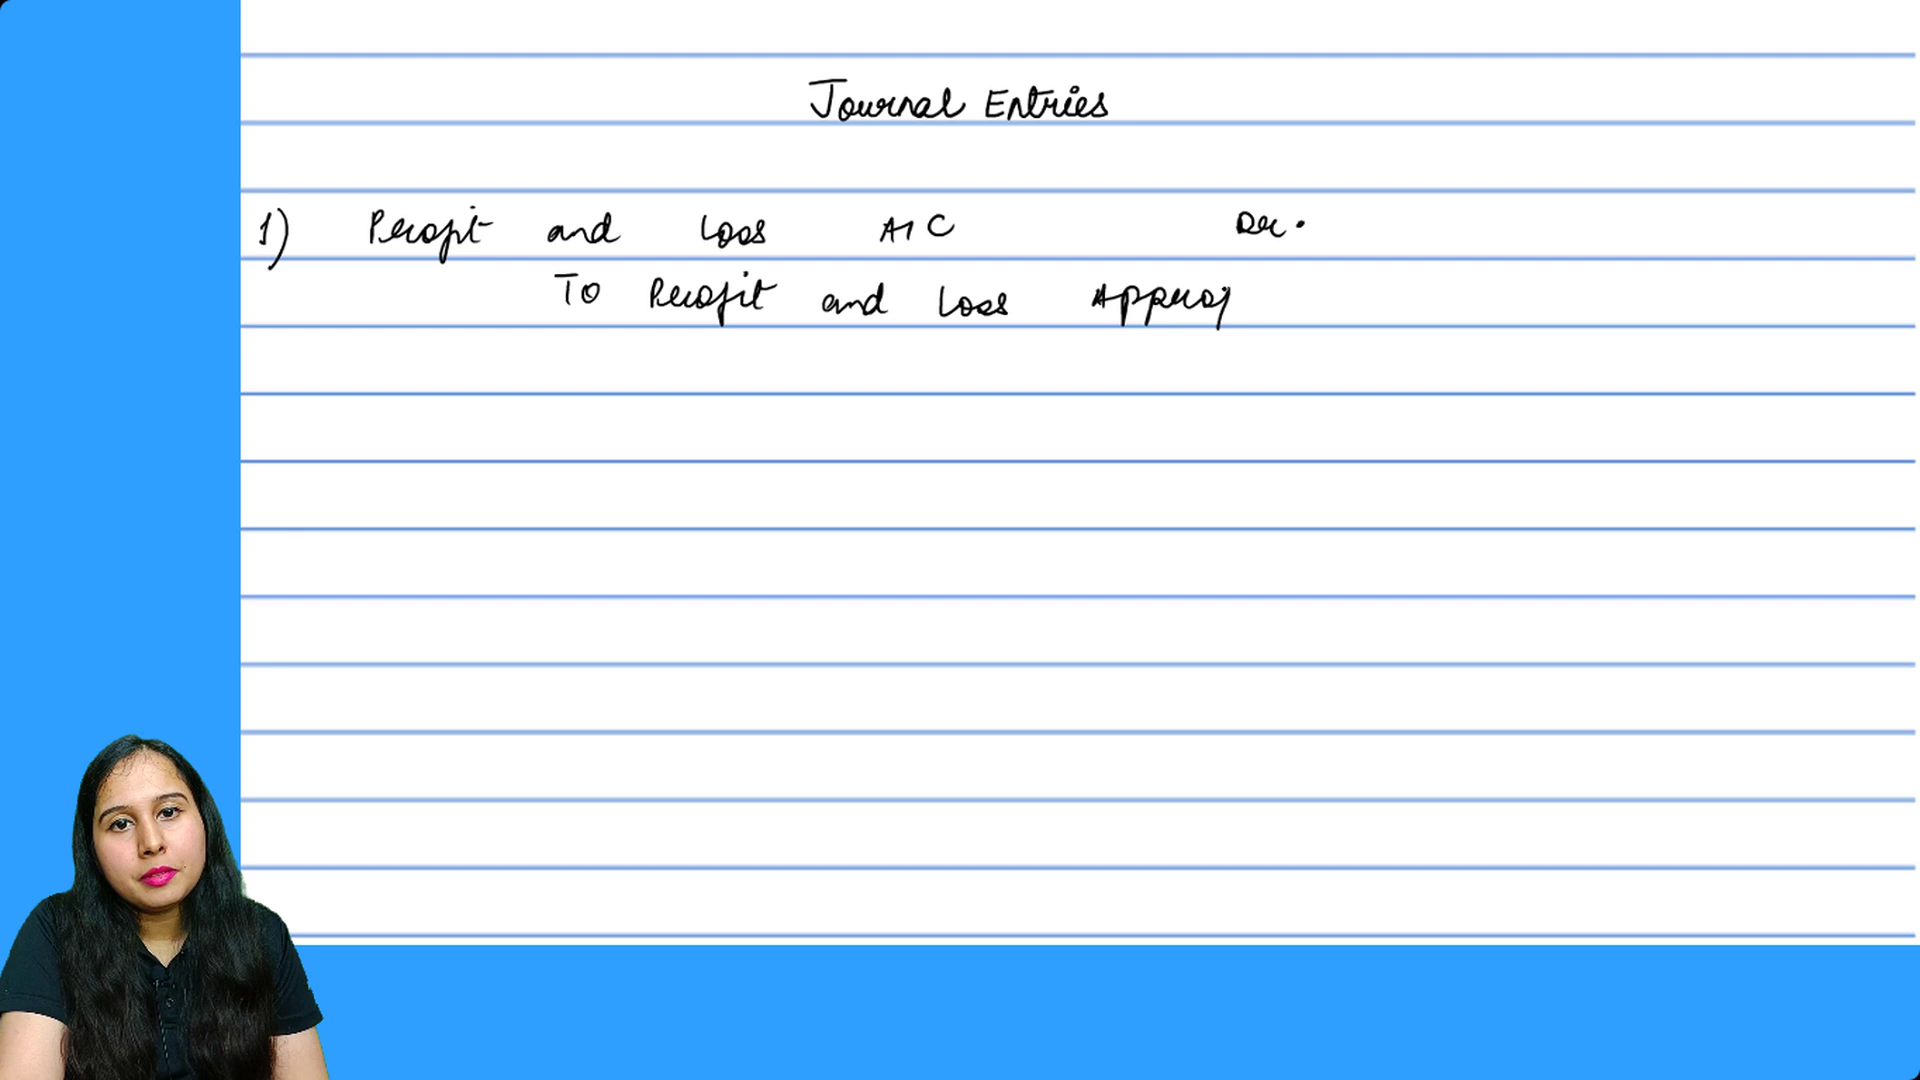 Journal Entries
1) Profit and Loss A/C Dr.
To Profit and Loss Approp